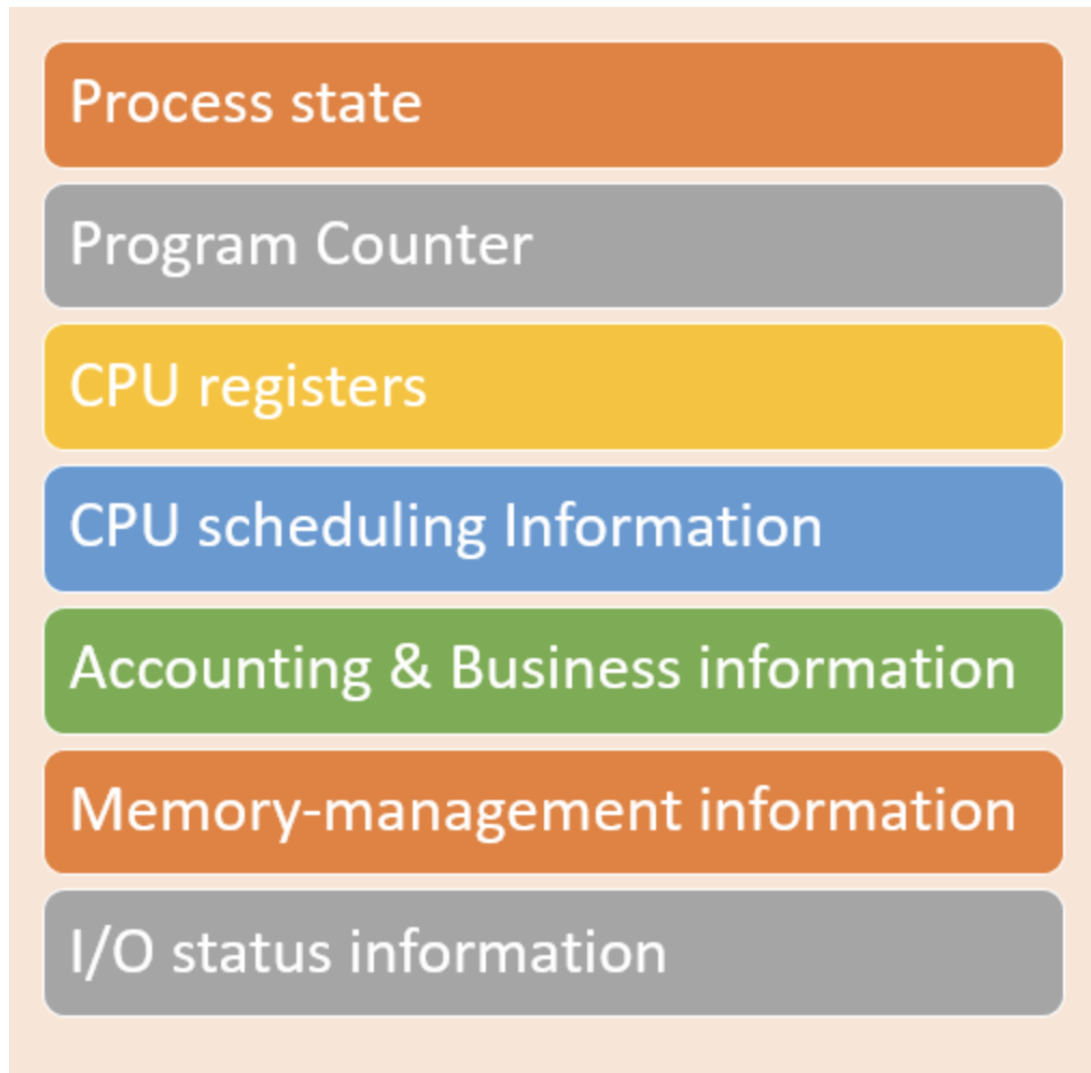 Process state
Program Counter
CPU registers
CPU scheduling Information
Accounting & Business information
Memory-management information
I/O status information